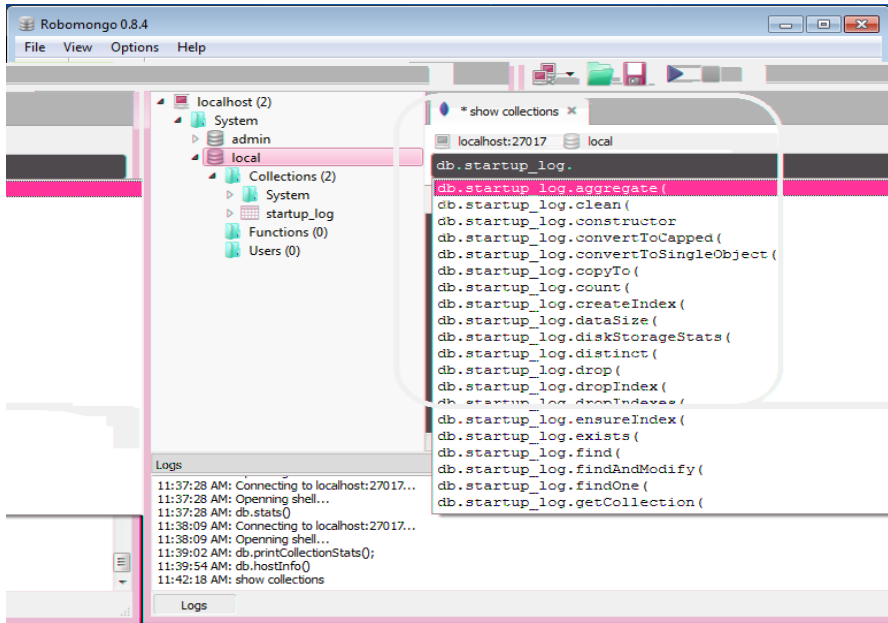 Robomongo 0.8.4
File View Options Help
localhost (2)
System
admin
local
Collections (2)
System
startup_log
Functions (0)
Users (0)
* show collections
localhost:27017 local
db.startup_log.
db.startup_log.aggregate(
db.startup_log.clean(
db.startup_log.constructor
db.startup_log.convertToCapped(
db.startup_log.convertToSingleObject(
db.startup_log.copyTo(
db.startup_log.count(
db.startup_log.createIndex(
db.startup_log.dataSize(
db.startup_log.diskStorageStats(
db.startup_log.distinct(
db.startup_log.drop(
db.startup_log.dropIndex(
db.startup_log.dropIndexes(
db.startup_log.ensureIndex(
db.startup_log.exists(
db.startup_log.find(
db.startup_log.findAndModify(
db.startup_log.findOne(
db.startup_log.getCollection(
Logs
11:37:28 AM: Connecting to localhost:27017...
11:37:28 AM: Openning shell...
11:37:28 AM: db.stats()
11:38:09 AM: Connecting to localhost:27017...
11:38:09 AM: Openning shell...
11:39:02 AM: db.printCollectionStats();
11:39:54 AM: db.hostInfo()
11:42:18 AM: show collections
Logs